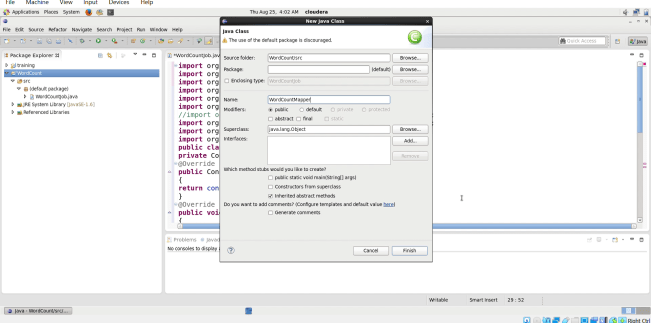 File Machine View Input Devices Help
Applications Places System
Thu Aug 25, 4:02 AM cloudera
File Edit Source Refactor Navigate Search Project Run Window Help
Quick Access
Java
Package Explorer
training
WordCount
src
(default package)
WordCountJob.java
JRE System Library [JavaSE-1.6]
Referenced Libraries
*WordCountJob.java
import org
import org
import org
import org
import org
import org
//import o
import org
import org
public cla
private Co
@Override
public Con
{
return con
}
@Override
public voi
{
New Java Class
Java Class
The use of the default package is discouraged.
Source folder: WordCount/src Browse...
Package: (default) Browse...
Enclosing type: WordCountJob Browse...
Name: WordCountMapper
Modifiers: public default private protected
abstract final static
Superclass: java.lang.Object Browse...
Interfaces: Add...
Remove
Which method stubs would you like to create?
public static void main(String[] args)
Constructors from superclass
Inherited abstract methods
Do you want to add comments? (Configure templates and default value here)
Generate comments
Cancel Finish
Problems
No consoles to display
Writable Smart Insert 29 : 52
Java - WordCount/src/...
Right Ctrl